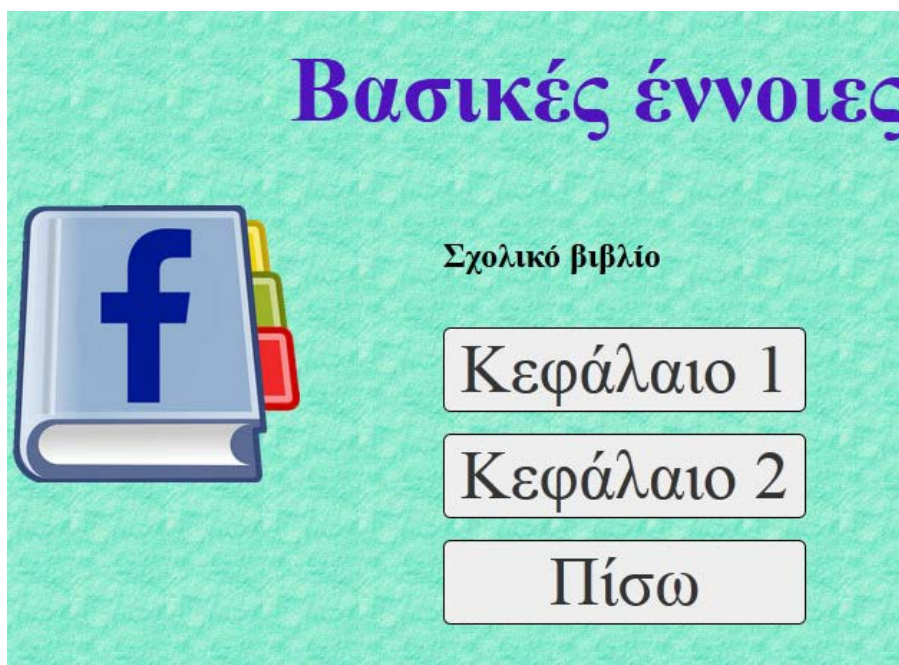 Βασικές έννοιες
f
Σχολικό βιβλίο
Κεφάλαιο 1
Κεφάλαιο 2
Πίσω